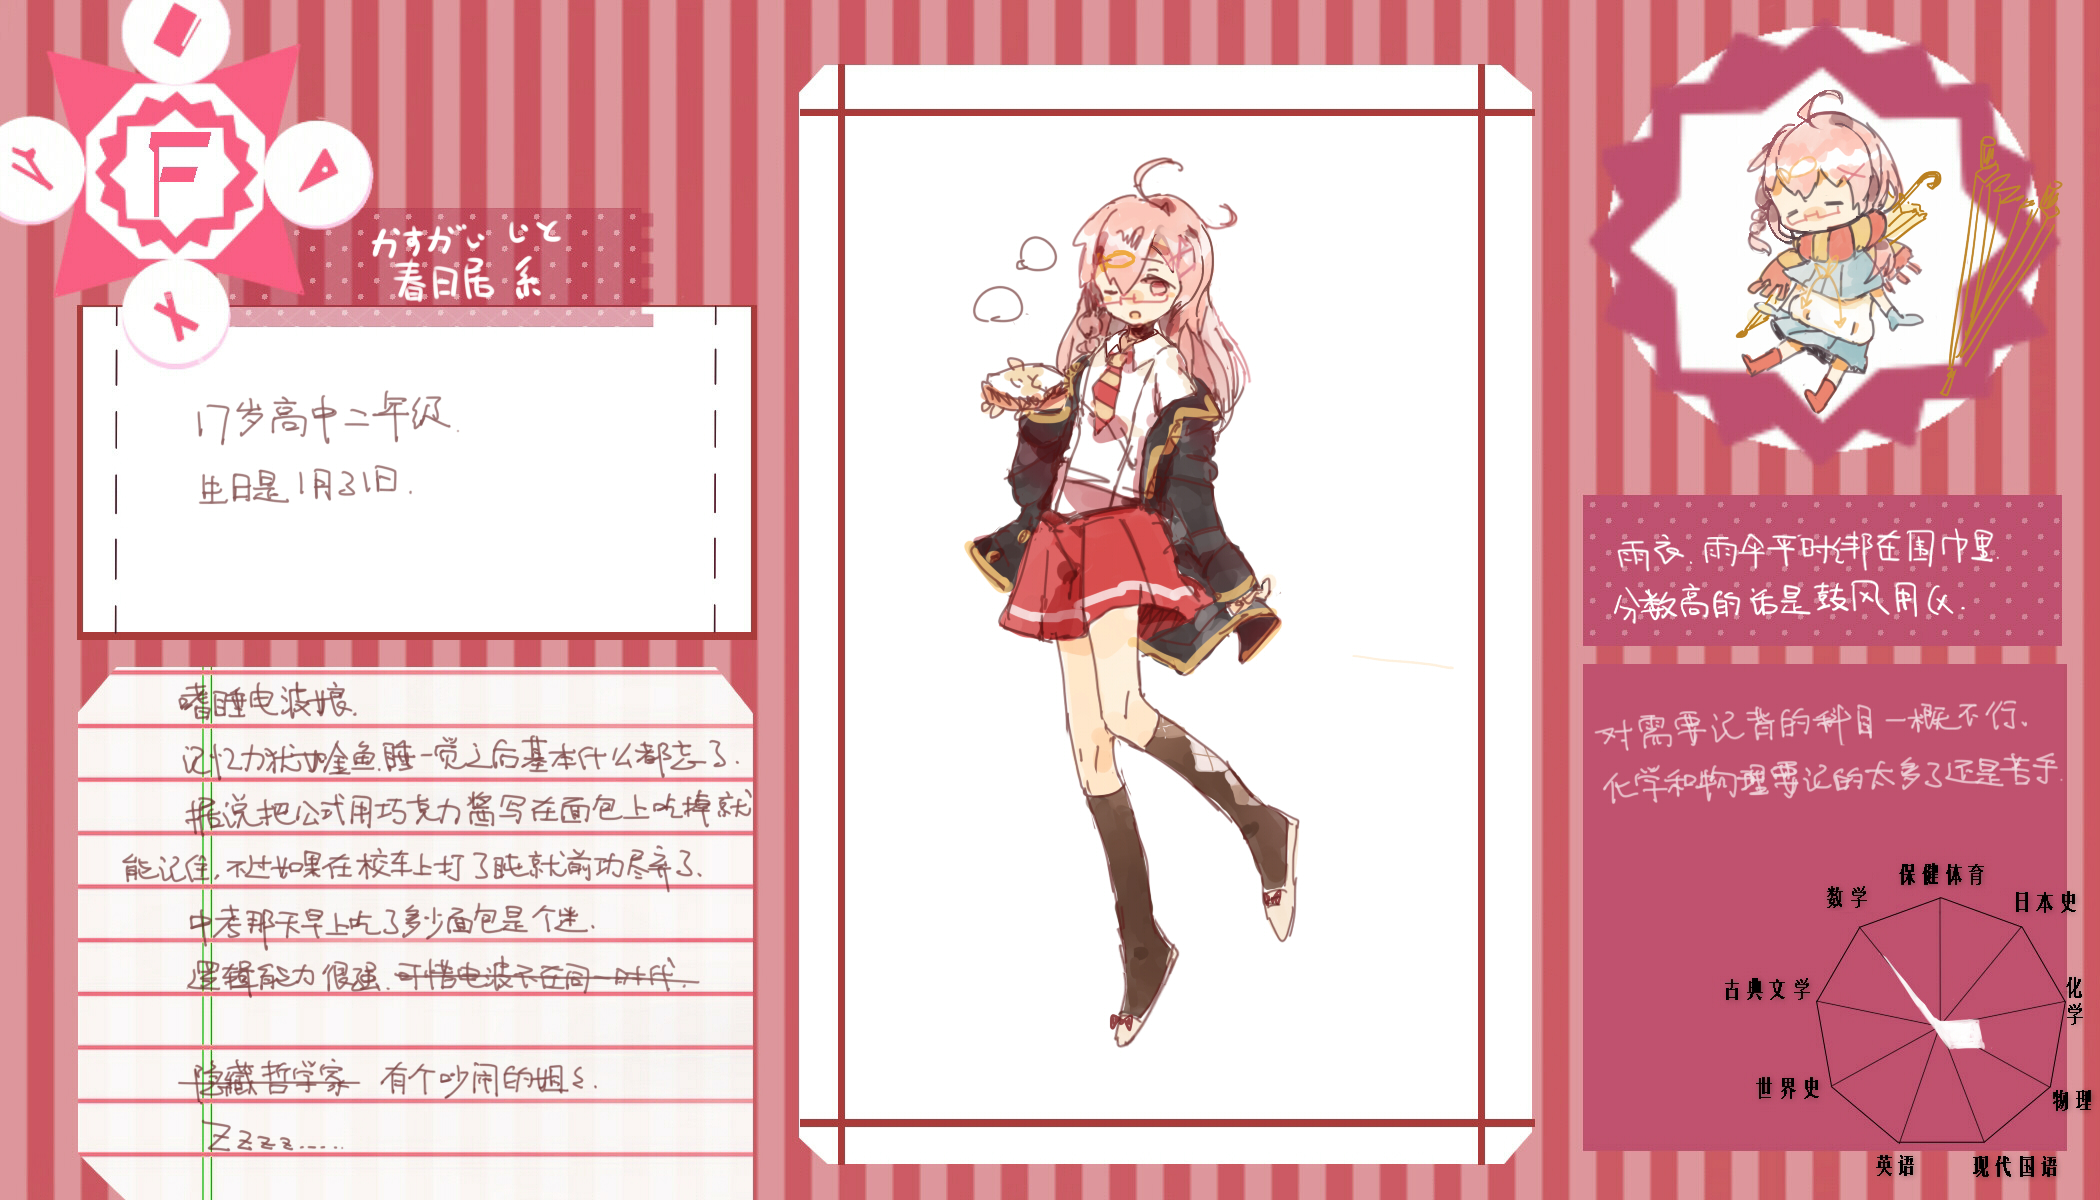 F
かすがい いと
春日居 糸
17岁高中二年级.
生日是1月31日.
嗜睡电波娘.
记忆力犹如金鱼.睡一觉之后基本什么都忘了.
据说把公式用巧克力酱写在面包上吃掉就
能记住,不过如果在校车上打了盹就前功尽弃了.
中考那天早上吃了多少面包是个迷.
逻辑能力很强.可惜电波不在同一时代.
隐藏哲学家 有个吵闹的姐姐.
Zzzzz.....
雨衣.雨伞平时都在围巾里.
分数高的话是鼓风用仪.
对需要记背的科目一概不行.
化学和物理要记的太多了还是苦手.
保健体育
日本史
数学
古典文学
化学
世界史
物理
英语
现代国语